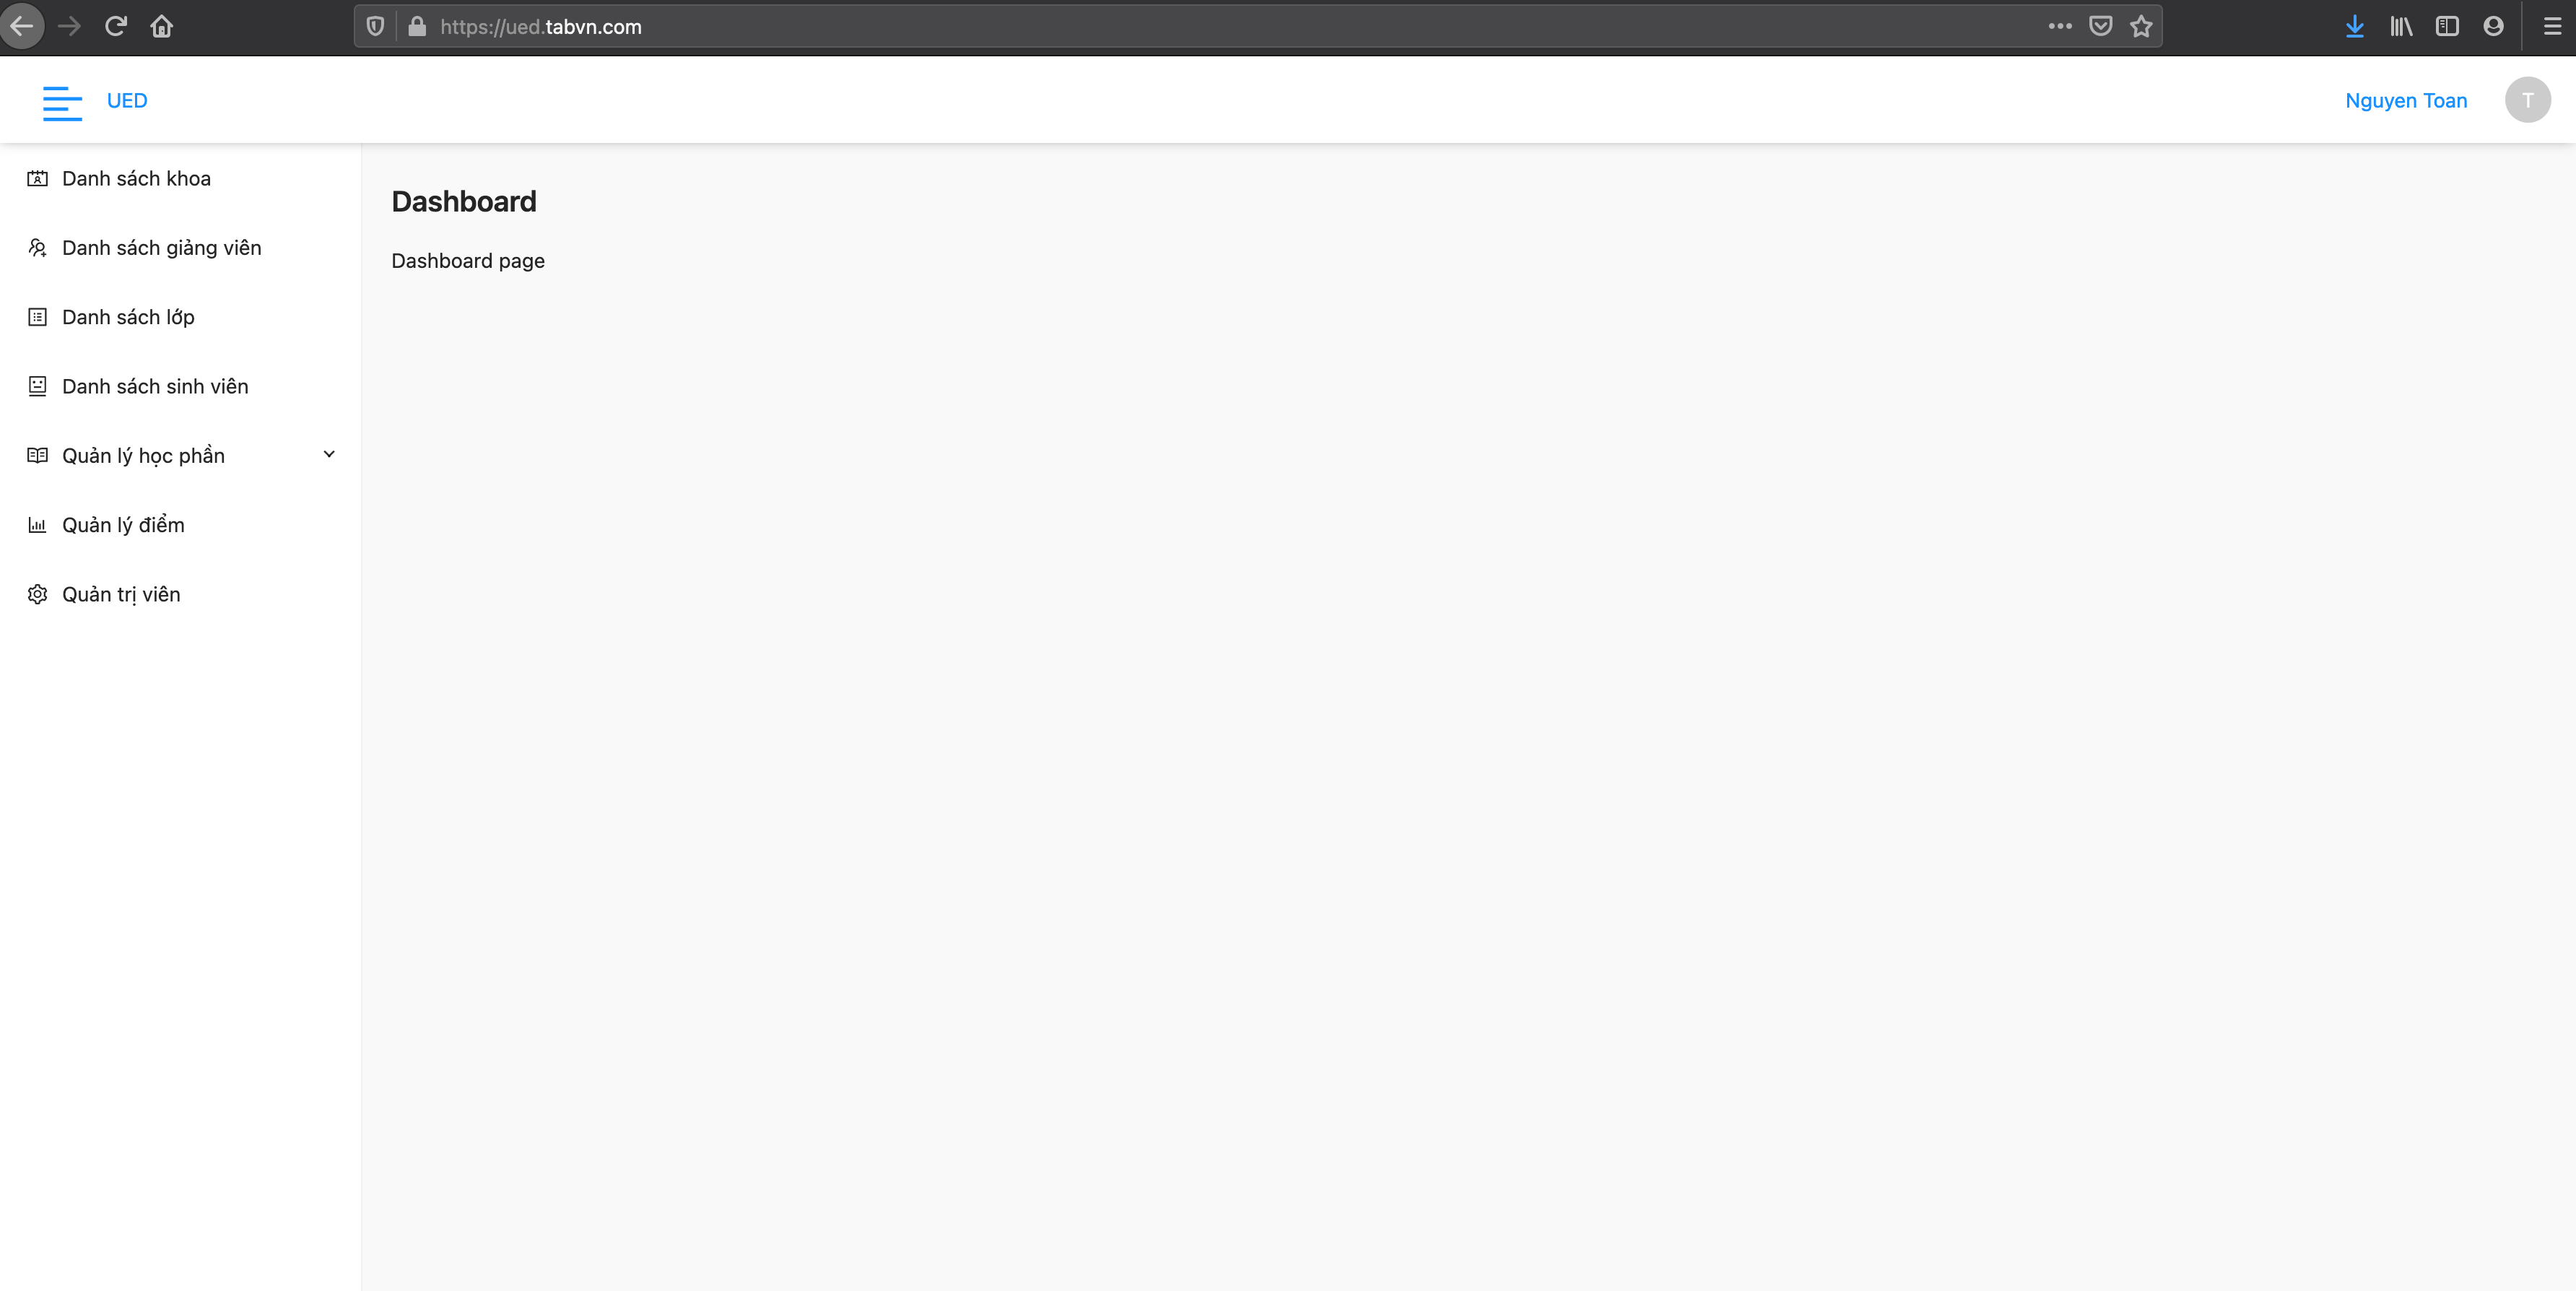 https://ued.tabvn.com
UED
Nguyen Toan
T
Danh sách khoa
Danh sách giảng viên
Danh sách lớp
Danh sách sinh viên
Quản lý học phần
Quản lý điểm
Quản trị viên
Dashboard
Dashboard page